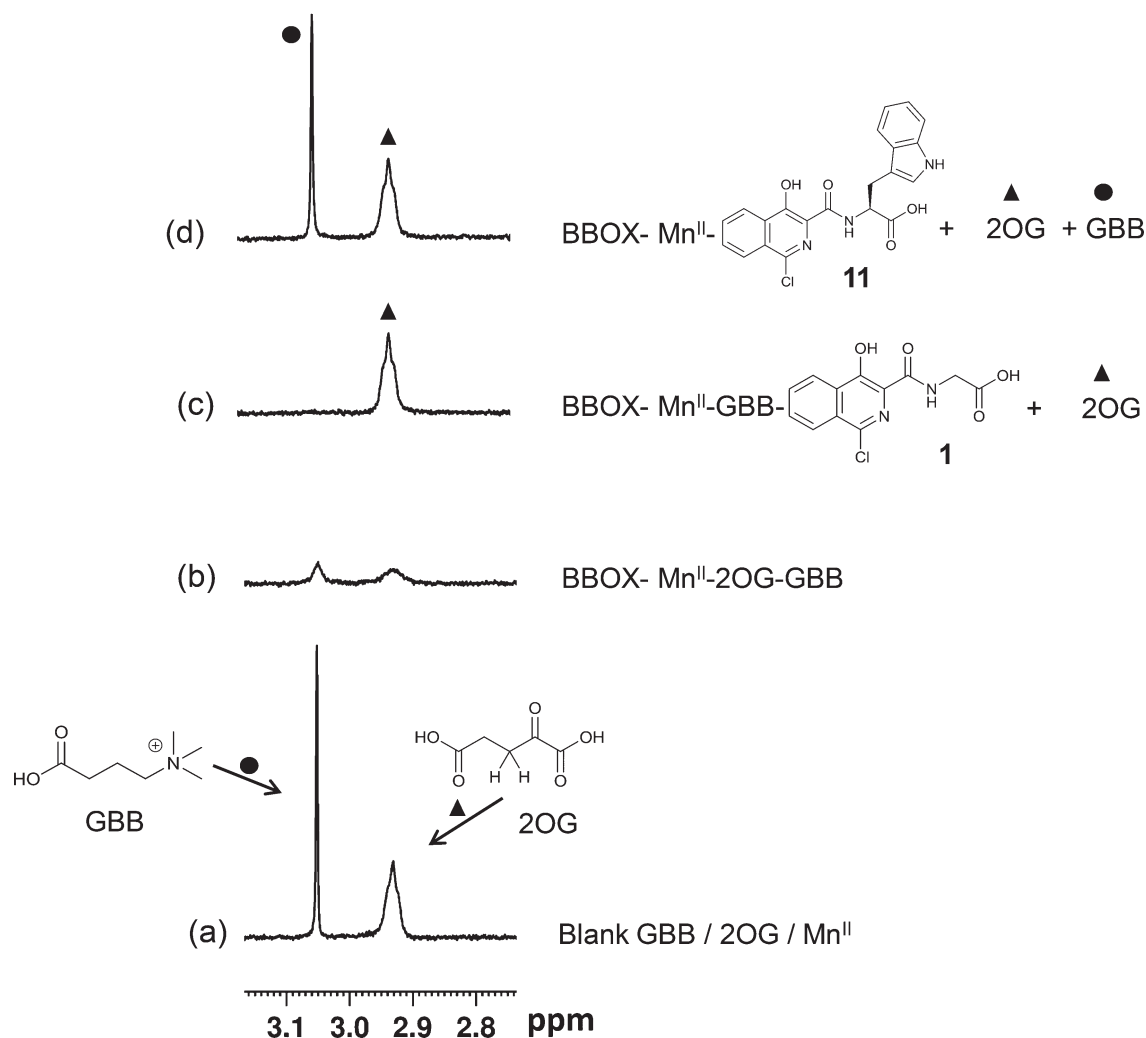 ●
▲
(d)
BBOX- Mn^II-
OH
O
N
H
N
Cl
NH
OH
O
11
+ ▲ 2OG + ● GBB
▲
(c)
BBOX- Mn^II-GBB-
OH
O
N
H
N
Cl
OH
O
1
+ ▲ 2OG
(b)
BBOX- Mn^II-2OG-GBB
O
HO
⊕
N
GBB
●
O
HO
OH
O
H H
O
▲
2OG
(a)
Blank GBB / 2OG / Mn^II
3.1 3.0 2.9 2.8 ppm